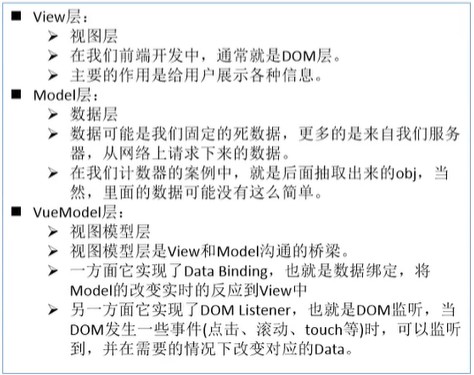 ■ View层：
➢ 视图层
➢ 在我们前端开发中，通常就是DOM层。
➢ 主要的作用是给用户展示各种信息。
■ Model层：
➢ 数据层
➢ 数据可能是我们固定的死数据，更多的是来自我们服务
器，从网络上请求下来的数据。
➢ 在我们计数器的案例中，就是后面抽取出来的obj，当
然，里面的数据可能没有这么简单。
■ VueModel层：
➢ 视图模型层
➢ 视图模型层是View和Model沟通的桥梁。
➢ 一方面它实现了Data Binding，也就是数据绑定，将
Model的改变实时的反应到View中
➢ 另一方面它实现了DOM Listener，也就是DOM监听，当
DOM发生一些事件(点击、滚动、touch等)时，可以监听
到，并在需要的情况下改变对应的Data。